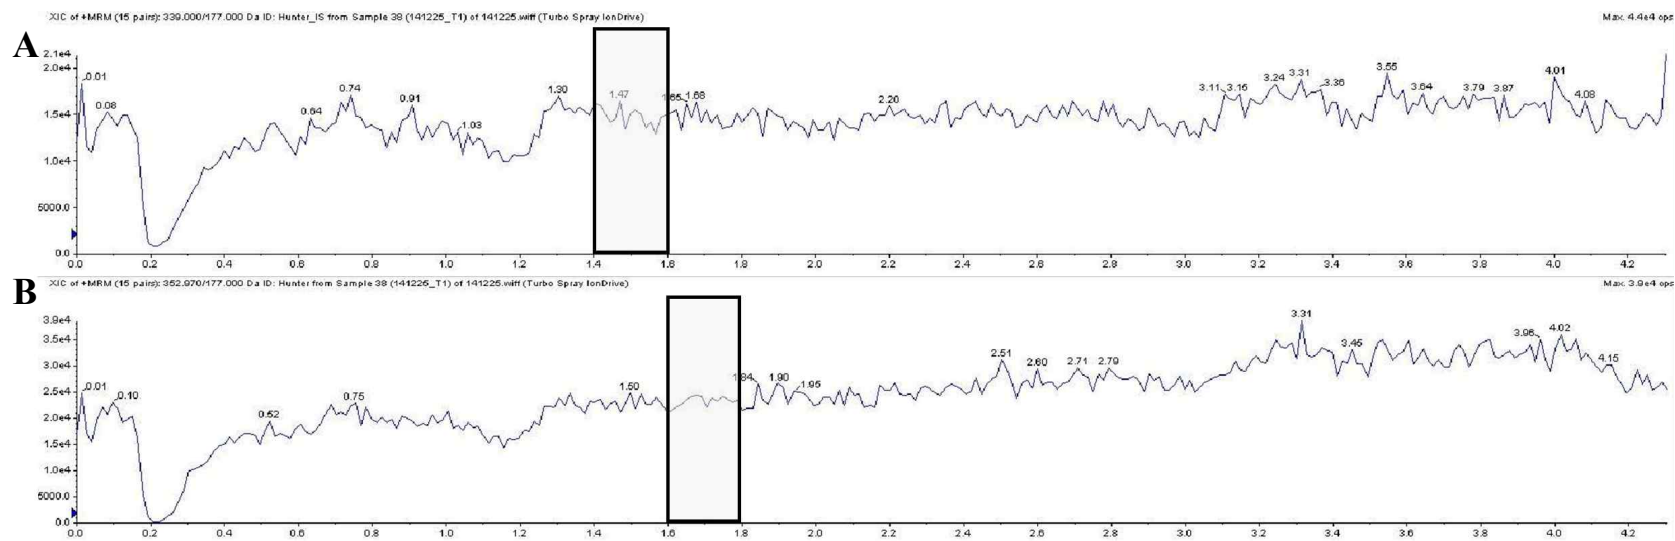 XIC of +MRM (15 pairs): 339.000/177.000 Da ID: Hunter_IS from Sample 38 (141225_T1) of 141225.wiff (Turbo Spray IonDrive) Max. 4.4e4 cps
A
2.1e4
2.0e4
1.5e4
1.0e4
5000.0
0.0
0.01 0.08 0.64 0.74 0.91 1.03 1.30 1.47 1.65 1.68 2.20 3.11 3.15 3.24 3.31 3.36 3.55 3.64 3.79 3.87 4.01 4.08
0.0 0.2 0.4 0.6 0.8 1.0 1.2 1.4 1.6 1.8 2.0 2.2 2.4 2.6 2.8 3.0 3.2 3.4 3.6 3.8 4.0 4.2
B
XIC of +MRM (15 pairs): 352.970/177.000 Da ID: Hunter from Sample 38 (141225_T1) of 141225.wiff (Turbo Spray IonDrive) Max. 3.9e4 cps
3.9e4
3.5e4
3.0e4
2.5e4
2.0e4
1.5e4
1.0e4
5000.0
0.0
0.01 0.10 0.52 0.75 1.50 1.84 1.90 1.95 2.51 2.60 2.71 2.79 3.31 3.45 3.96 4.02 4.15
0.0 0.2 0.4 0.6 0.8 1.0 1.2 1.4 1.6 1.8 2.0 2.2 2.4 2.6 2.8 3.0 3.2 3.4 3.6 3.8 4.0 4.2